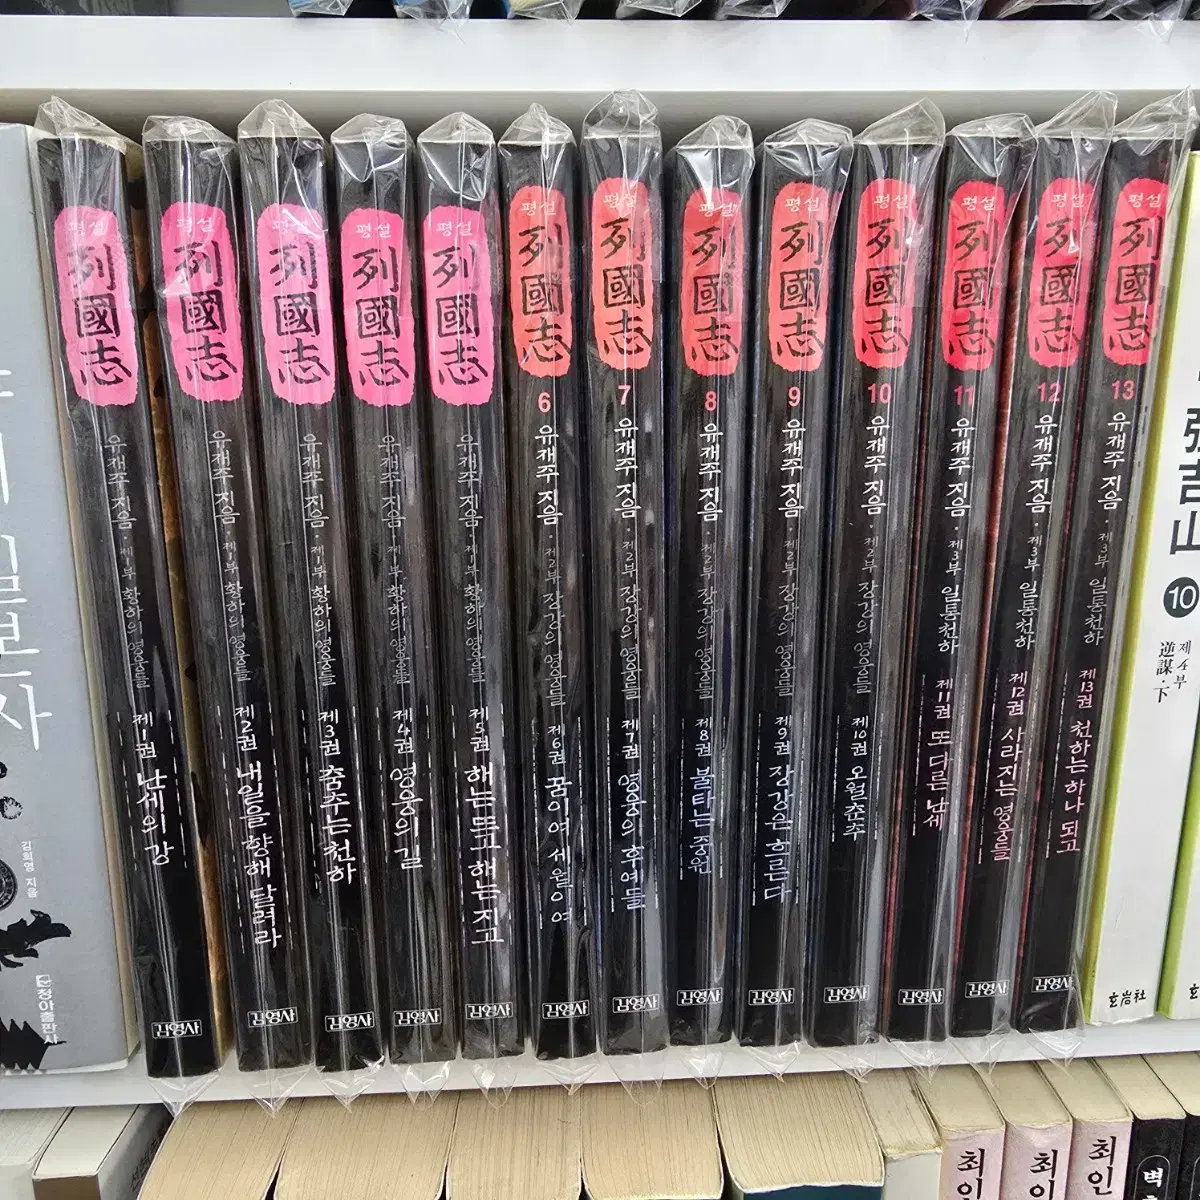 김희영 지음
정아출판사
평설
列國志
유재주 지음 · 제1부 황하의 영웅들
제1권 난세의 강
김영사
평설
列國志
유재주 지음 · 제1부 황하의 영웅들
제2권 내일을 향해 달려라
김영사
평설
列國志
유재주 지음 · 제1부 황하의 영웅들
제3권 춤추는 천하
김영사
평설
列國志
유재주 지음 · 제1부 황하의 영웅들
제4권 영웅의 길
김영사
평설
列國志
유재주 지음 · 제1부 황하의 영웅들
제5권 해는 뜨고 해는 지고
김영사
평설
列國志
6
유재주 지음 · 제2부 장강의 영웅들
제6권 꿈이여 세월이여
김영사
평설
列國志
7
유재주 지음 · 제2부 장강의 영웅들
제7권 영웅의 후예들
김영사
평설
列國志
8
유재주 지음 · 제2부 장강의 영웅들
제8권 불타는 중원
김영사
평설
列國志
9
유재주 지음 · 제2부 장강의 영웅들
제9권 장강은 흐른다
김영사
평설
列國志
10
유재주 지음 · 제2부 장강의 영웅들
제10권 오월춘추
김영사
평설
列國志
11
유재주 지음 · 제3부 일통천하
제11권 또 다른 난세
김영사
평설
列國志
12
유재주 지음 · 제3부 일통천하
제12권 사라지는 영웅들
김영사
평설
列國志
13
유재주 지음 · 제3부 일통천하
제13권 천하는 하나 되고
김영사
吉山
10
제4부
逆謀·下
玄岩社
최인
최인
최인
벽